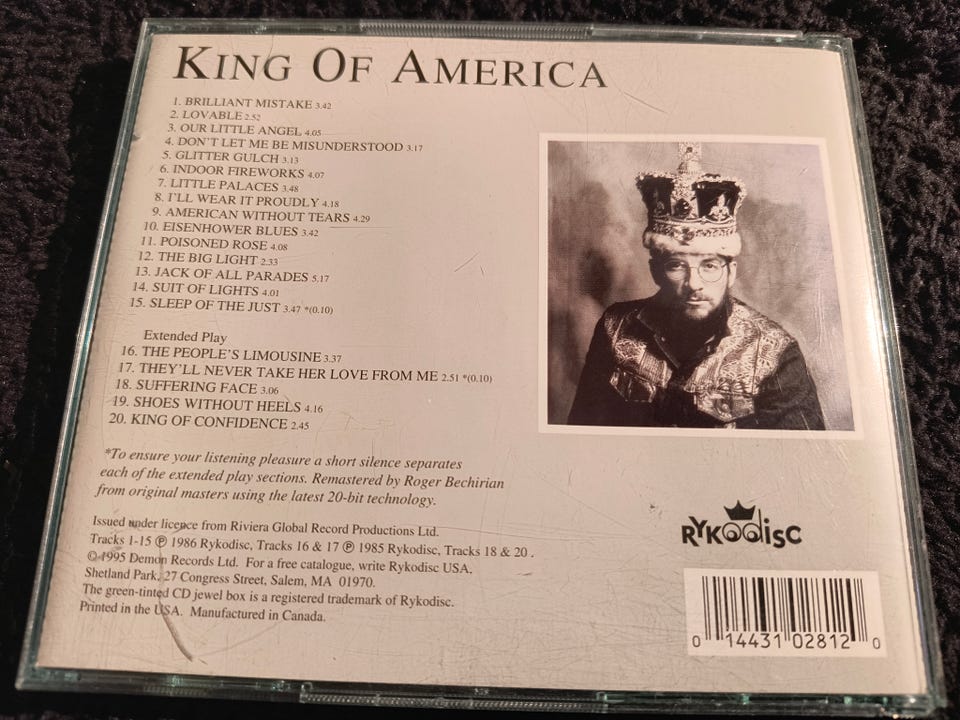 KING OF AMERICA
1. BRILLIANT MISTAKE 3.42
2. LOVABLE 2.52
3. OUR LITTLE ANGEL 4.05
4. DON'T LET ME BE MISUNDERSTOOD 3.17
5. GLITTER GULCH 3.13
6. INDOOR FIREWORKS 4.07
7. LITTLE PALACES 3.48
8. I'LL WEAR IT PROUDLY 4.18
9. AMERICAN WITHOUT TEARS 4.29
10. EISENHOWER BLUES 3.42
11. POISONED ROSE 4.08
12. THE BIG LIGHT 2.33
13. JACK OF ALL PARADES 5.17
14. SUIT OF LIGHTS 4.01
15. SLEEP OF THE JUST 3.47 *(0.10)
Extended Play
16. THE PEOPLE'S LIMOUSINE 3.37
17. THEY'LL NEVER TAKE HER LOVE FROM ME 2.51 *(0.10)
18. SUFFERING FACE 3.06
19. SHOES WITHOUT HEELS 4.16
20. KING OF CONFIDENCE 2.45
*To ensure your listening pleasure a short silence separates
each of the extended play sections. Remastered by Roger Bechirian
from original masters using the latest 20-bit technology.
Issued under licence from Riviera Global Record Productions Ltd.
Tracks 1-15 ℗ 1986 Rykodisc, Tracks 16 & 17 ℗ 1985 Rykodisc, Tracks 18 & 20 .
©1995 Demon Records Ltd. For a free catalogue, write Rykodisc USA,
Shetland Park, 27 Congress Street, Salem, MA 01970.
The green-tinted CD jewel box is a registered trademark of Rykodisc.
Printed in the USA. Manufactured in Canada.
RYKODISC
0 14431 02812 0